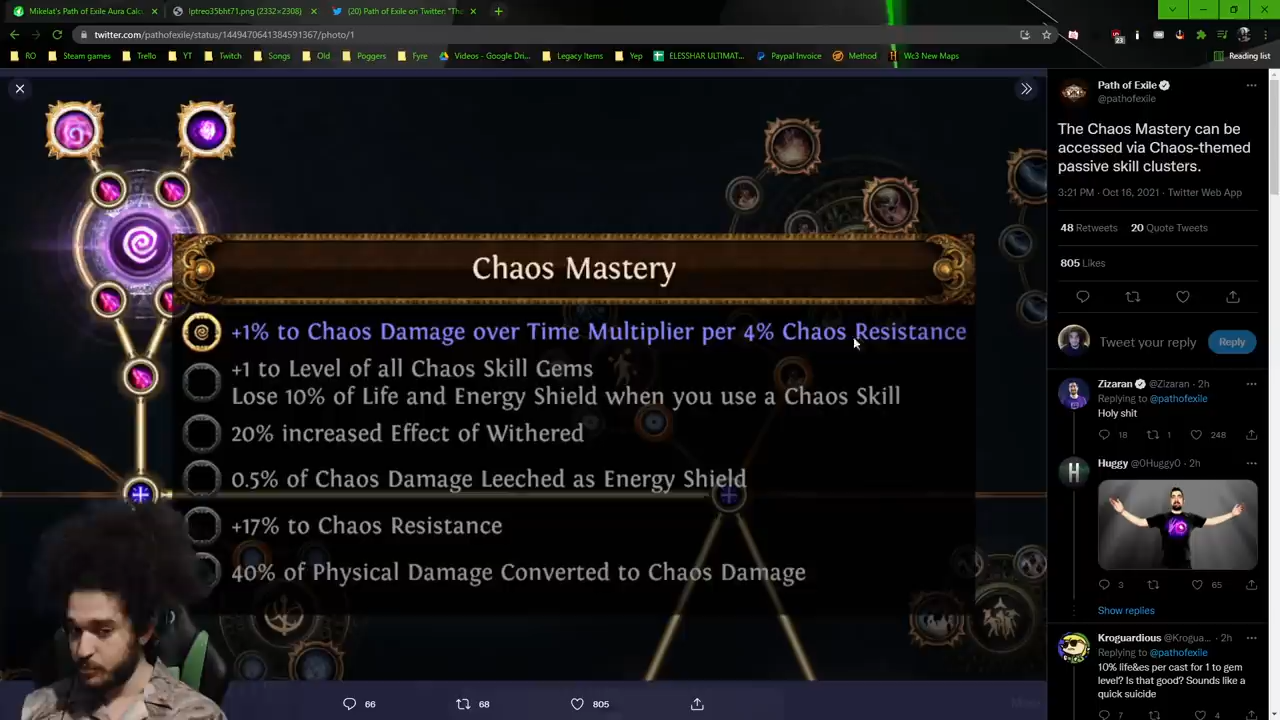 Mikelat's Path of Exile Aura Calcu
lptreo35bht71.png (2332×2308)
(20) Path of Exile on Twitter: "The
twitter.com/pathofexile/status/1449470641384591367/photo/1
23
RO
Steam games
Trello
YT
Twitch
Songs
Old
Poggers
Fyre
Videos - Google Dri...
Legacy Items
Yep
ELESSHAR ULTIMAT...
Paypal Invoice
Method
Wc3 New Maps
Reading list
Chaos Mastery
+1% to Chaos Damage over Time Multiplier per 4% Chaos Resistance
+1 to Level of all Chaos Skill Gems
Lose 10% of Life and Energy Shield when you use a Chaos Skill
20% increased Effect of Withered
0.5% of Chaos Damage Leeched as Energy Shield
+17% to Chaos Resistance
40% of Physical Damage Converted to Chaos Damage
66
68
805
Path of Exile
@pathofexile
The Chaos Mastery can be
accessed via Chaos-themed
passive skill clusters.
3:21 PM · Oct 16, 2021 · Twitter Web App
48 Retweets 20 Quote Tweets
805 Likes
Tweet your reply
Reply
Zizaran @Zizaran · 2h
Replying to @pathofexile
Holy shit
18
1
248
Huggy @0Huggy0 · 2h
3
65
Show replies
Kroguardious @Krogua... · 2h
Replying to @pathofexile
10% life&es per cast for 1 to gem
level? Is that good? Sounds like a
quick suicide
7
4